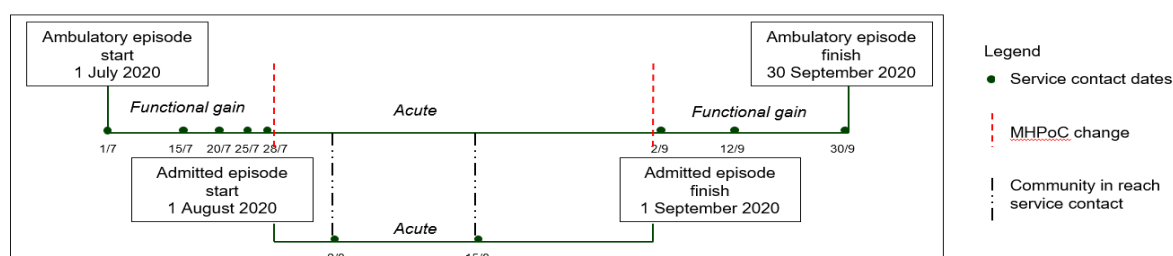 Ambulatory episode
start
1 July 2020
Ambulatory episode
finish
30 September 2020
Functional gain
Acute
Functional gain
1/7
15/7
20/7
25/7
28/7
2/9
12/9
30/9
Admitted episode
start
1 August 2020
Admitted episode
finish
1 September 2020
Acute
Legend
Service contact dates
MHPoC change
Community in reach
service contact